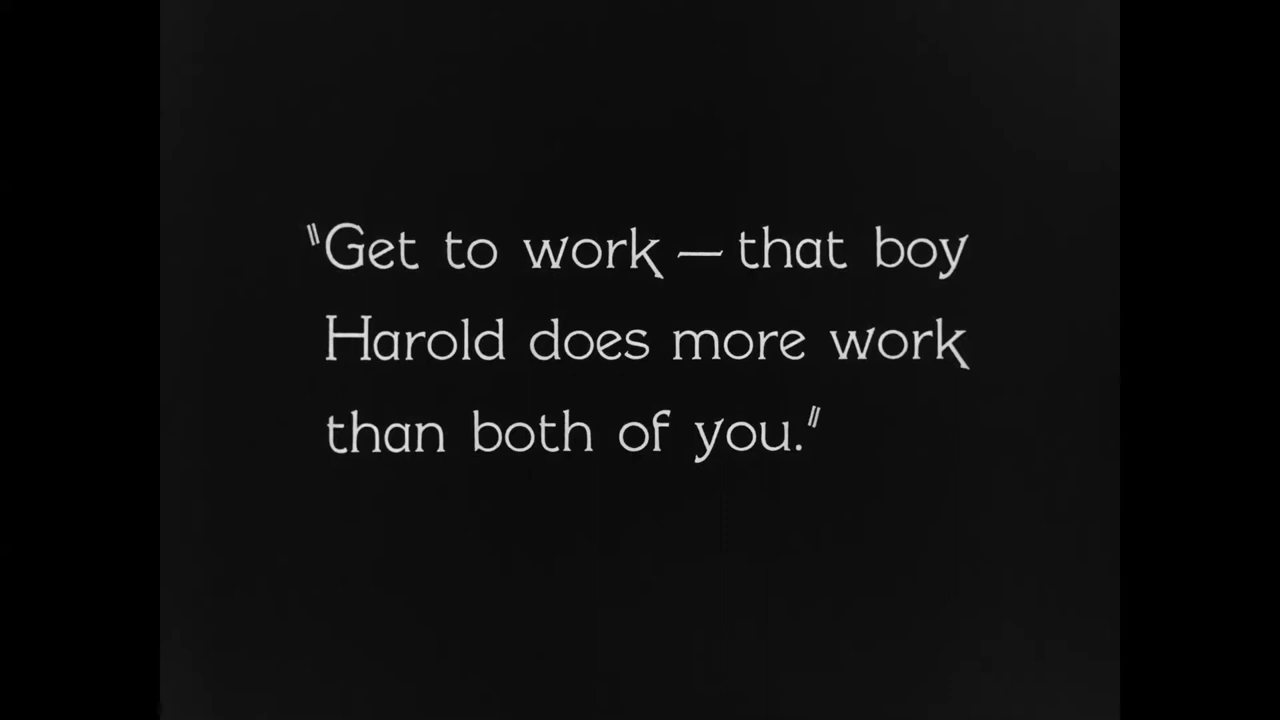 "Get to work — that boy
Harold does more work
than both of you."